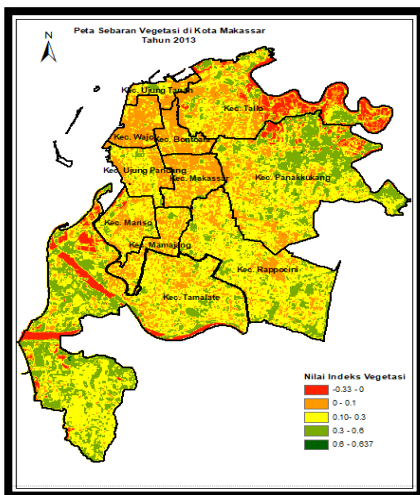 Peta Sebaran Vegetasi di Kota Makassar
Tahun 2013
N
Kec. Ujung Tanah
Kec. Tallo
Kec. Wajo
Kec. Bontoala
Kec. Ujung Pandang
Kec. Makassar
Kec. Panakkukang
Kec. Mariso
Kec. Mamajang
Kec. Rappocini
Kec. Tamalate
Nilai Indeks Vegetasi
-0.33 - 0
0 - 0.1
0.10- 0.3
0.3 - 0.6
0.6 - 0.637